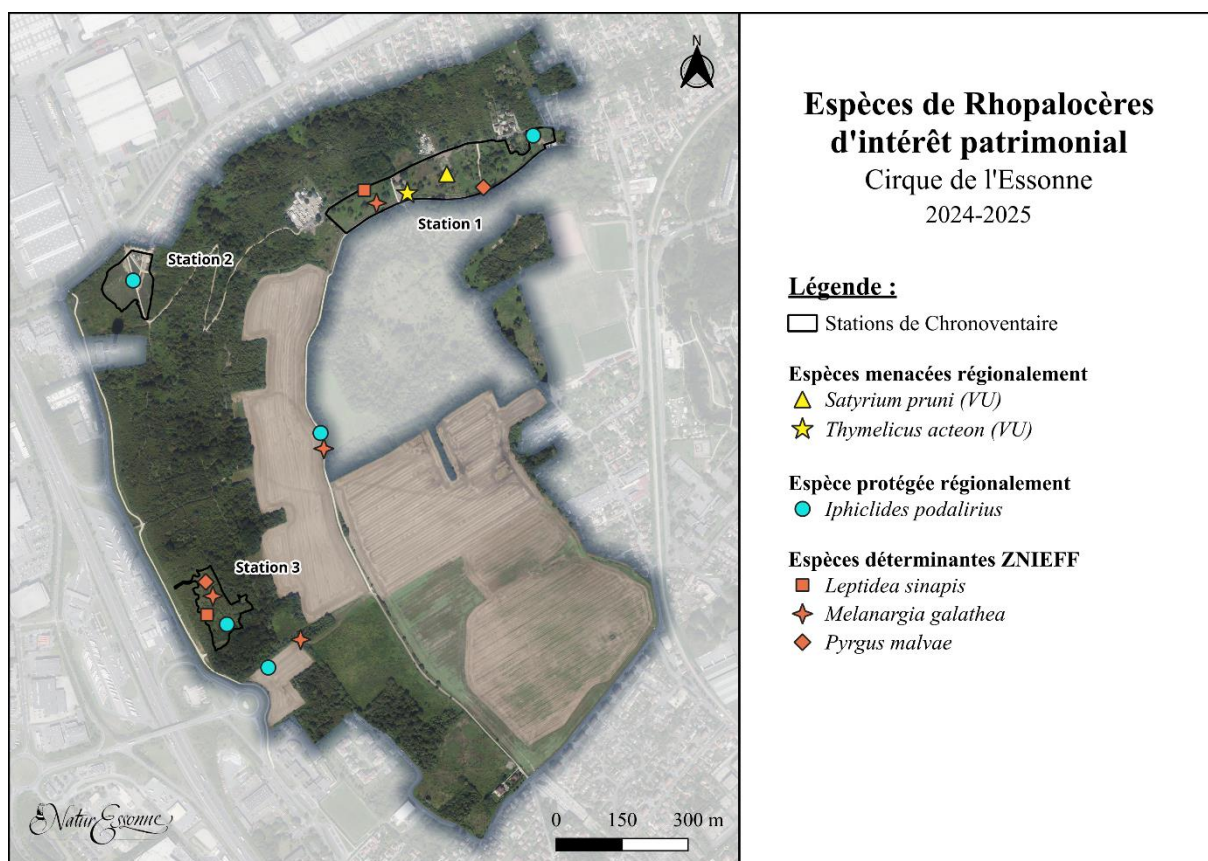 N
Station 1
Station 2
Station 3
NaturEssonne
0 150 300 m
Espèces de Rhopalocères
d'intérêt patrimonial
Cirque de l'Essonne
2024-2025
Légende :
Stations de Chronoventaire
Espèces menacées régionalement
Satyrium pruni (VU)
Thymelicus acteon (VU)
Espèce protégée régionalement
Iphiclides podalirius
Espèces déterminantes ZNIEFF
Leptidea sinapis
Melanargia galathea
Pyrgus malvae